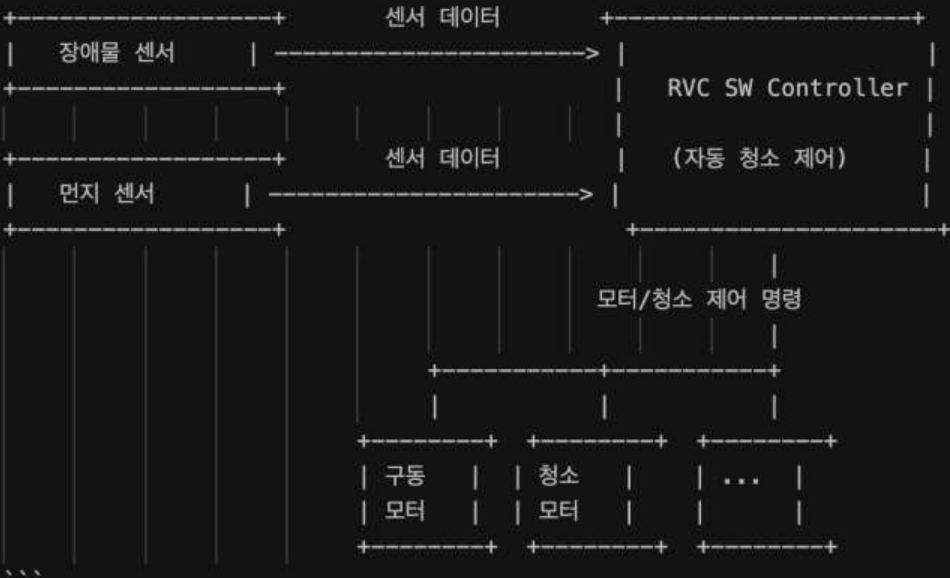 센서 데이터
장애물 센서
RVC SW Controller
센서 데이터
(자동 청소 제어)
먼지 센서
모터/청소 제어 명령
구동 청소 ...
모터 모터
```